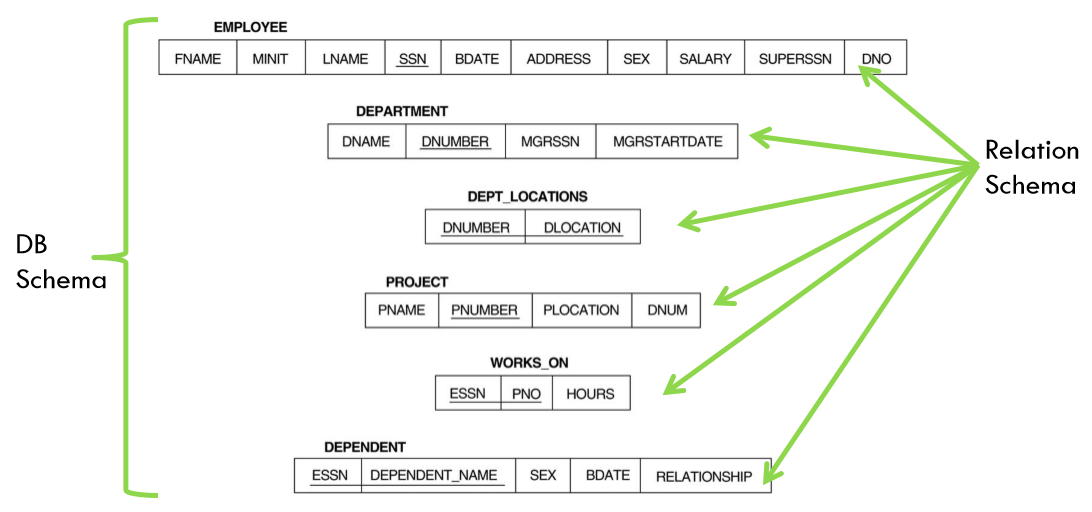 EMPLOYEE
FNAME MINIT LNAME SSN BDATE ADDRESS SEX SALARY SUPERSSN DNO
DEPARTMENT
DNAME DNUMBER MGRSSN MGRSTARTDATE
Relation
Schema
DEPT_LOCATIONS
DNUMBER DLOCATION
DB
Schema
PROJECT
PNAME PNUMBER PLOCATION DNUM
WORKS_ON
ESSN PNO HOURS
DEPENDENT
ESSN DEPENDENT_NAME SEX BDATE RELATIONSHIP